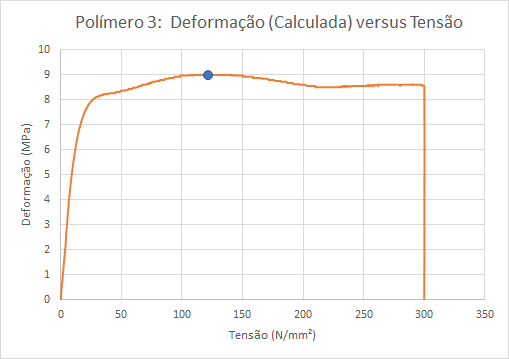 Polímero 3:  Deformação (Calculada) versus Tensão
10
9
8
7
6
5
4
3
2
1
0
Deformação (MPa)
0 50 100 150 200 250 300 350
Tensão (N/mm²)